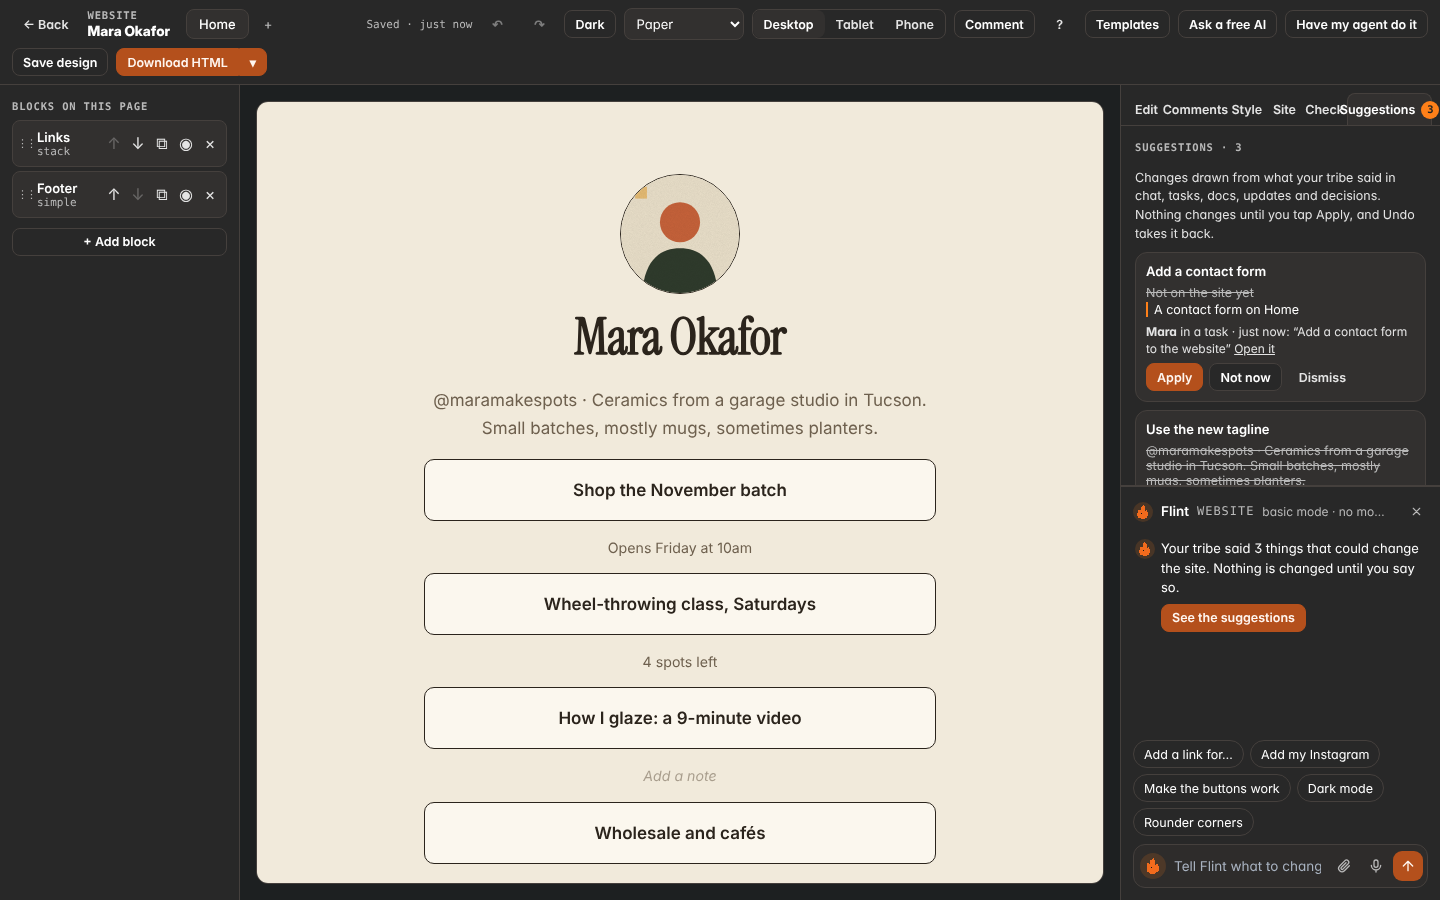 ← Back
WEBSITE
Mara Okafor
Home
+
Saved · just now
Dark
Paper
Desktop
Tablet
Phone
Comment
?
Templates
Ask a free AI
Have my agent do it
Save design
Download HTML
BLOCKS ON THIS PAGE
Links
stack
Footer
simple
+ Add block
Mara Okafor
@maramakespots · Ceramics from a garage studio in Tucson.
Small batches, mostly mugs, sometimes planters.
Shop the November batch
Opens Friday at 10am
Wheel-throwing class, Saturdays
4 spots left
How I glaze: a 9-minute video
Add a note
Wholesale and cafés
Edit
Comments
Style
Site
Check
Suggestions
3
SUGGESTIONS · 3
Changes drawn from what your tribe said in
chat, tasks, docs, updates and decisions.
Nothing changes until you tap Apply, and Undo
takes it back.
Add a contact form
Not on the site yet
A contact form on Home
Mara in a task · just now: “Add a contact form
to the website” Open it
Apply
Not now
Dismiss
Use the new tagline
@maramakespots · Ceramics from a garage
studio in Tucson. Small batches, mostly
mugs, sometimes planters.
Flint
WEBSITE
basic mode · no mo...
Your tribe said 3 things that could change
the site. Nothing is changed until you say
so.
See the suggestions
Add a link for...
Add my Instagram
Make the buttons work
Dark mode
Rounder corners
Tell Flint what to chang